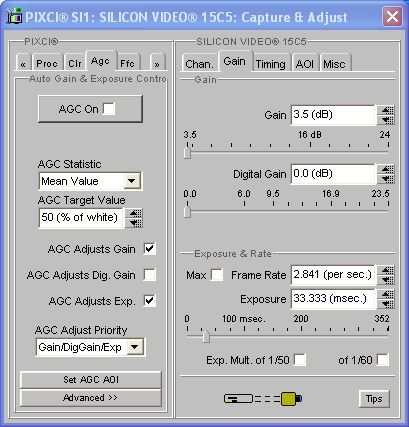 PIXCI® SI1: SILICON VIDEO® 15C5: Capture & Adjust
PIXCI®
« Proc Clr Agc Ffc »
Auto Gain & Exposure Contro
AGC On
AGC Statistic
Mean Value
AGC Target Value
50 (% of white)
AGC Adjusts Gain
AGC Adjusts Dig. Gain
AGC Adjusts Exp.
AGC Adjust Priority
Gain/DigGain/Exp
Set AGC AOI
Advanced >>
SILICON VIDEO® 15C5
Chan. Gain Timing AOI Misc
Gain
Gain 3.5 (dB)
3.5 16 dB 24
Digital Gain 0.0 (dB)
0.0 6.0 9.5 16.9 23.5
Exposure & Rate
Max Frame Rate 2.841 (per sec.)
Exposure 33.333 (msec.)
0 100 msec. 200 352
Exp. Mult. of 1/50 of 1/60
Tips